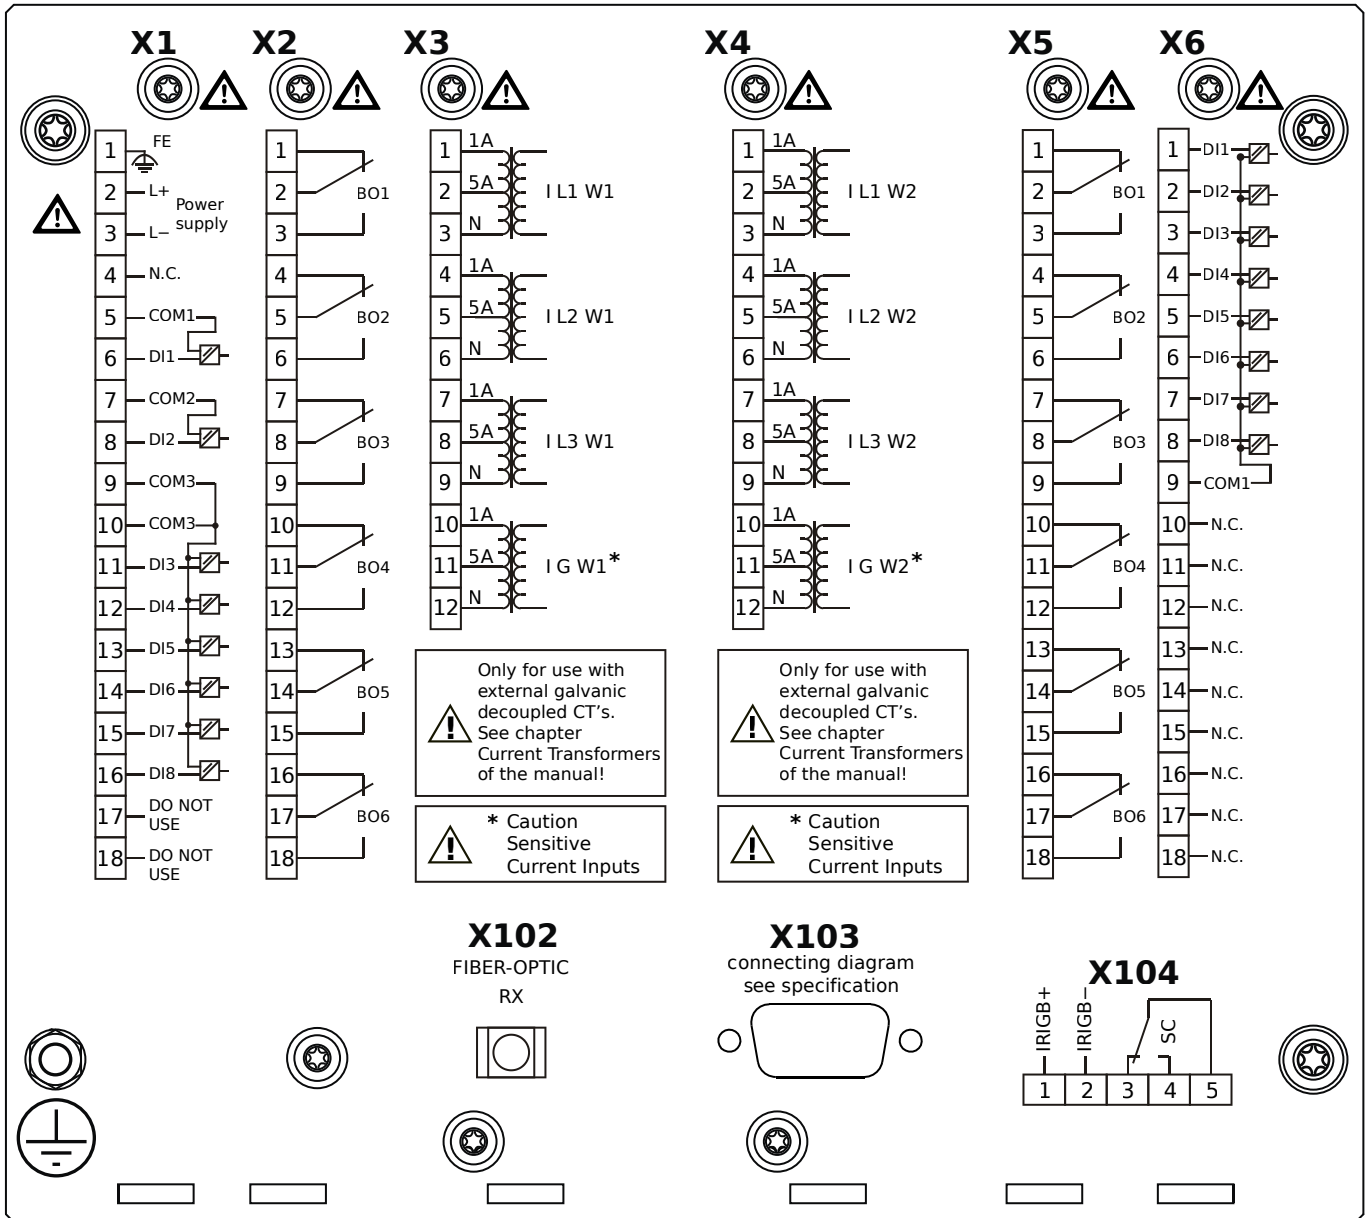 X1
X2
X3
X4
X5
X6
1 FE
2 L+
Power
supply
3 L−
4 N.C.
5 COM1
6 DI1
7 COM2
8 DI2
9 COM3
10 COM3
11 DI3
12 DI4
13 DI5
14 DI6
15 DI7
16 DI8
17 DO NOT
USE
18 DO NOT
USE
1
2 BO1
3
4
5 BO2
6
7
8 BO3
9
10
11 BO4
12
13
14 BO5
15
16
17 BO6
18
1 1A
2 5A I L1 W1
3 N
4 1A
5 5A I L2 W1
6 N
7 1A
8 5A I L3 W1
9 N
10 1A
11 5A I G W1*
12 N
Only for use with
external galvanic
decoupled CT's.
See chapter
Current Transformers
of the manual!
* Caution
Sensitive
Current Inputs
1 1A
2 5A I L1 W2
3 N
4 1A
5 5A I L2 W2
6 N
7 1A
8 5A I L3 W2
9 N
10 1A
11 5A I G W2*
12 N
Only for use with
external galvanic
decoupled CT's.
See chapter
Current Transformers
of the manual!
* Caution
Sensitive
Current Inputs
1
2 BO1
3
4
5 BO2
6
7
8 BO3
9
10
11 BO4
12
13
14 BO5
15
16
17 BO6
18
1 DI1
2 DI2
3 DI3
4 DI4
5 DI5
6 DI6
7 DI7
8 DI8
9 COM1
10 N.C.
11 N.C.
12 N.C.
13 N.C.
14 N.C.
15 N.C.
16 N.C.
17 N.C.
18 N.C.
X102
FIBER-OPTIC
RX
X103
connecting diagram
see specification
X104
IRIGB+
IRIGB−
SC
1 2 3 4 5